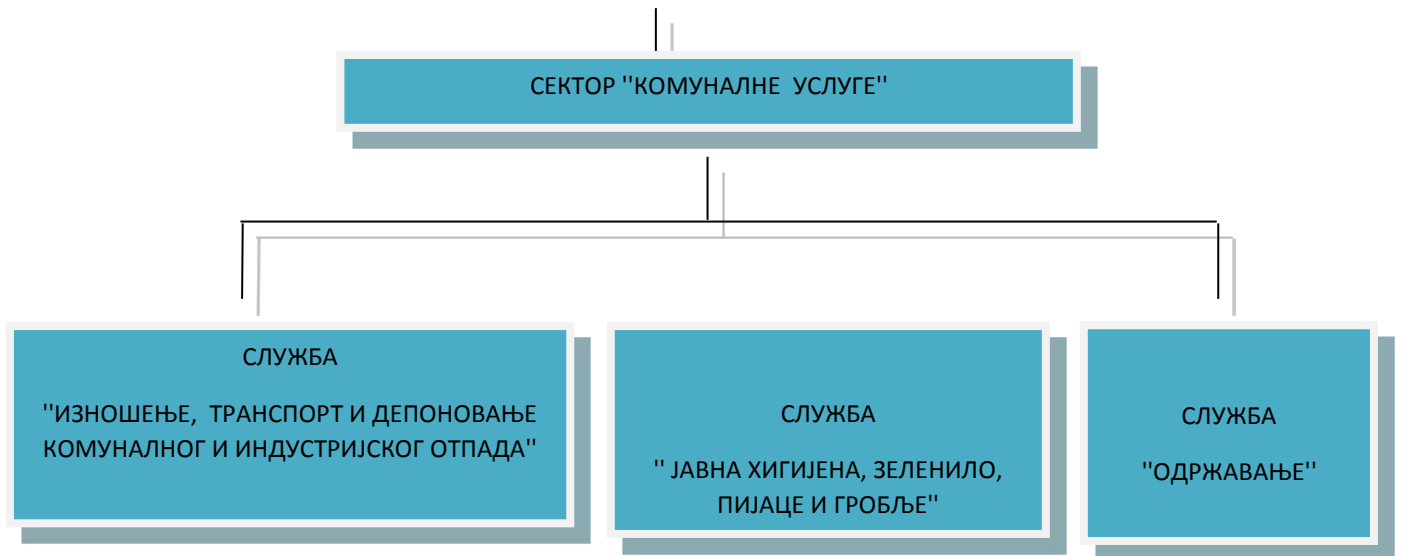 СЕКТОР ''КОМУНАЛНЕ УСЛУГЕ''
СЛУЖБА
''ИЗНОШЕЊЕ, ТРАНСПОРТ И ДЕПОНОВАЊЕ
КОМУНАЛНОГ И ИНДУСТРИЈСКОГ ОТПАДА''
СЛУЖБА
'' ЈАВНА ХИГИЈЕНА, ЗЕЛЕНИЛО,
ПИЈАЦЕ И ГРОБЉЕ''
СЛУЖБА
''ОДРЖАВАЊЕ''